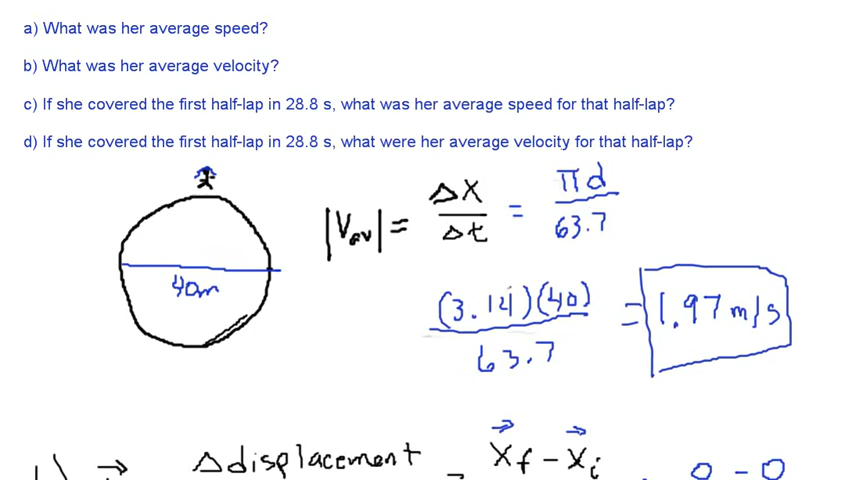 a) What was her average speed?
b) What was her average velocity?
c) If she covered the first half-lap in 28.8 s, what was her average speed for that half-lap?
d) If she covered the first half-lap in 28.8 s, what were her average velocity for that half-lap?
40m
|Vav| = ΔX/Δt = πd/63.7
(3.14)(40)/63.7 = 1.97 m/s
Δdisplacement = X⃗f - X⃗i 0 - 0